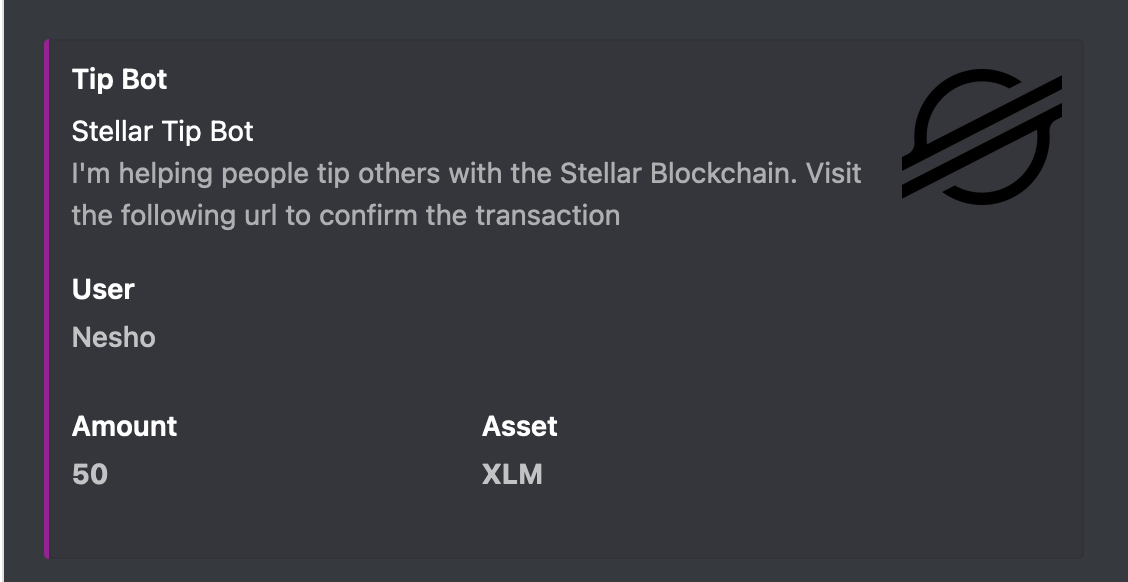 Tip Bot
Stellar Tip Bot
I'm helping people tip others with the Stellar Blockchain. Visit
the following url to confirm the transaction
User
Nesho
Amount Asset
50 XLM